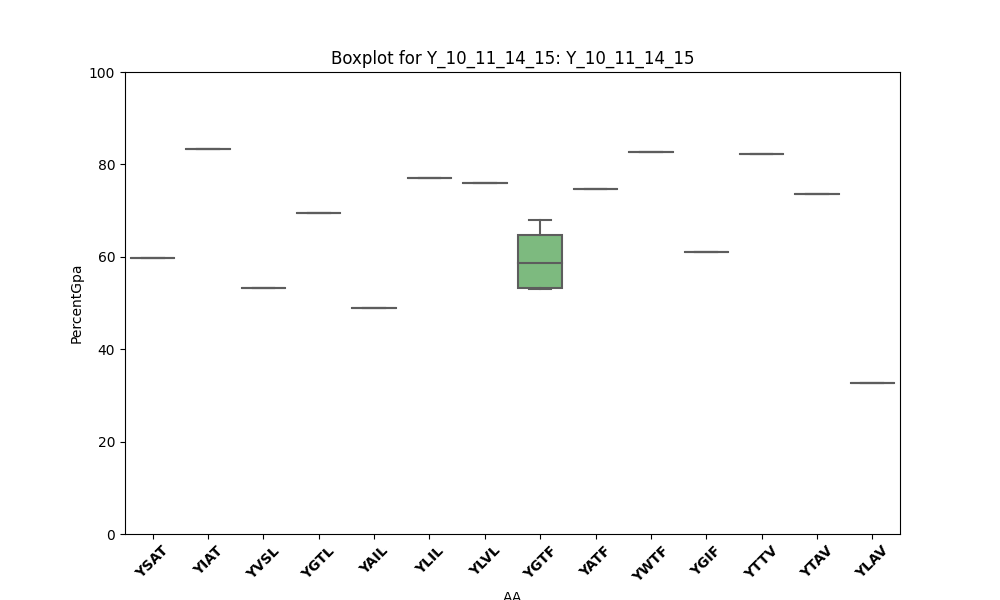 Boxplot for Y_10_11_14_15: Y_10_11_14_15
100
80
60
40
20
0
PercentGpa
YSAT YIAT YVSL YGTL YAIL YLIL YLVL YGTF YATF YWTF YGIF YTTV YTAV YLAV
AA